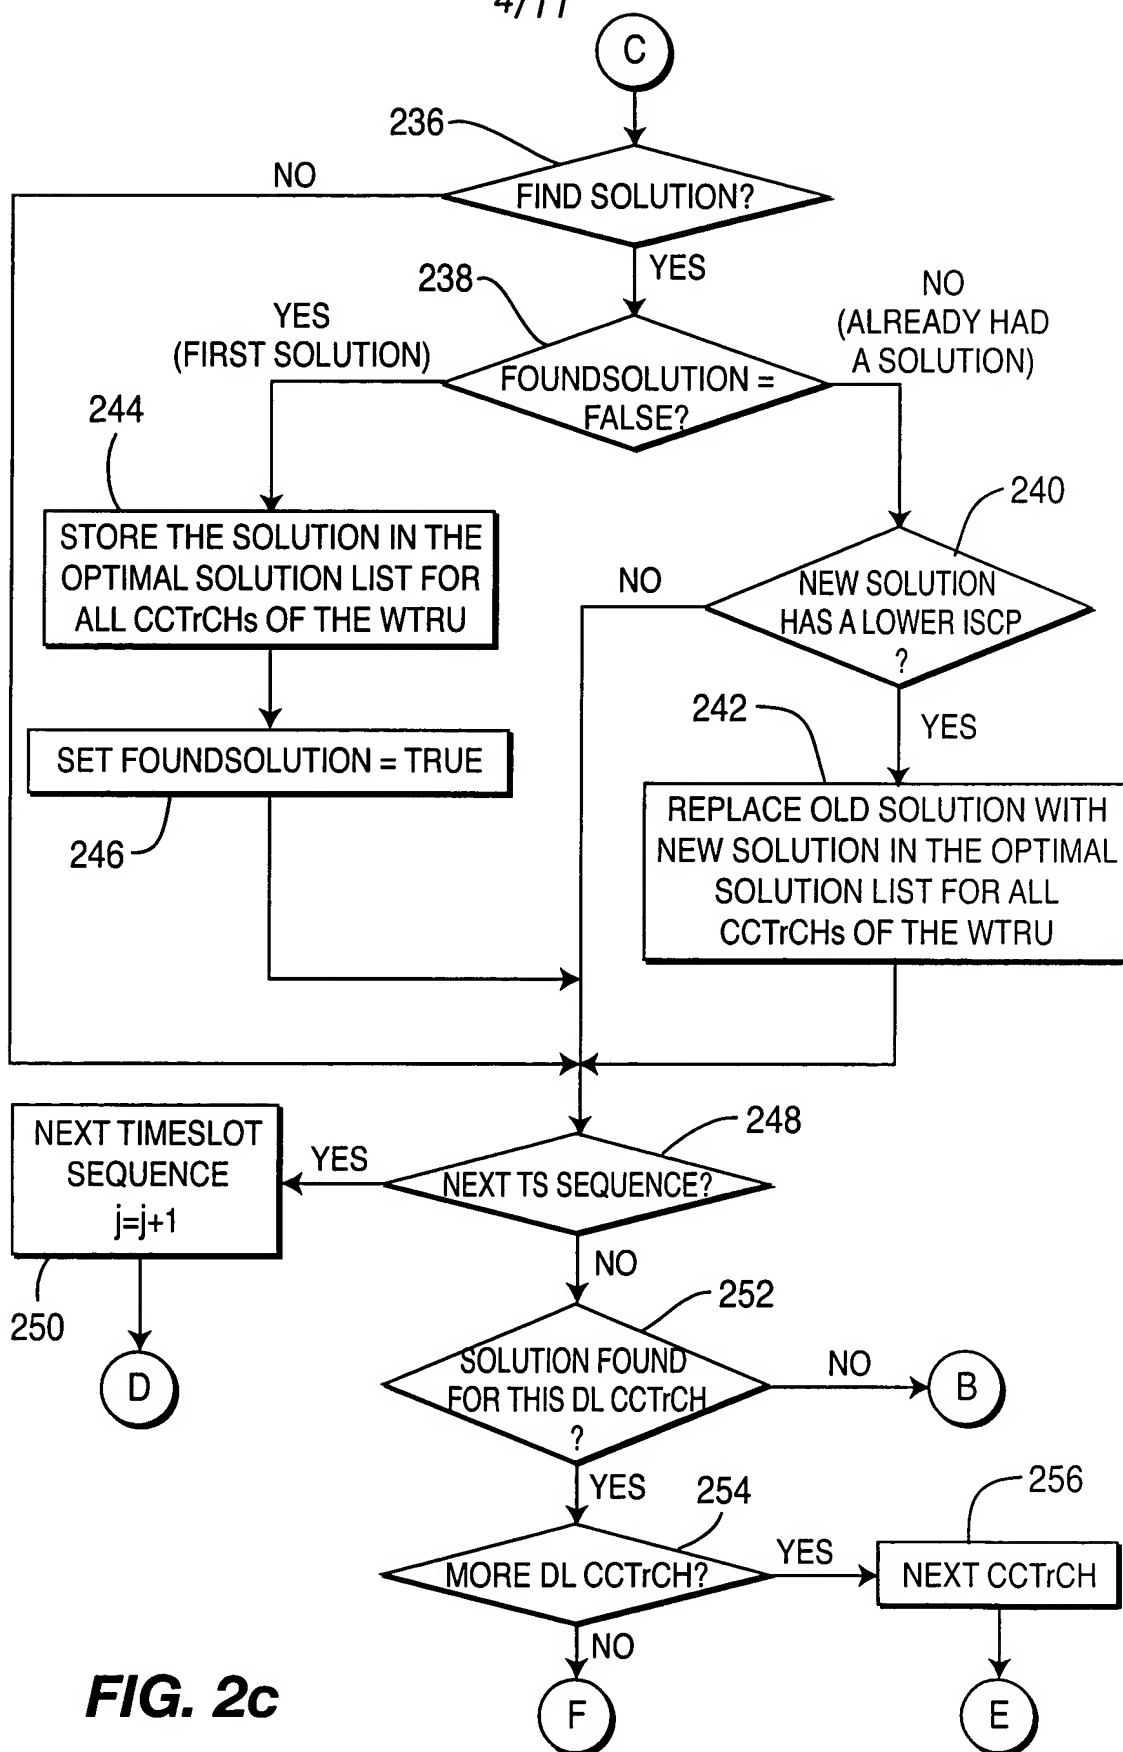 4/11
C
236
FIND SOLUTION?
NO
YES
238
FOUNDSOLUTION =
FALSE?
YES
(FIRST SOLUTION)
NO
(ALREADY HAD
A SOLUTION)
244
STORE THE SOLUTION IN THE
OPTIMAL SOLUTION LIST FOR
ALL CCTrCHs OF THE WTRU
240
NEW SOLUTION
HAS A LOWER ISCP
?
NO
YES
SET FOUNDSOLUTION = TRUE
246
242
REPLACE OLD SOLUTION WITH
NEW SOLUTION IN THE OPTIMAL
SOLUTION LIST FOR ALL
CCTrCHs OF THE WTRU
248
NEXT TS SEQUENCE?
YES
NEXT TIMESLOT
SEQUENCE
j=j+1
250
D
NO
252
SOLUTION FOUND
FOR THIS DL CCTrCH
?
NO
B
YES
254
MORE DL CCTrCH?
YES
256
NEXT CCTrCH
NO
F
E
FIG. 2c